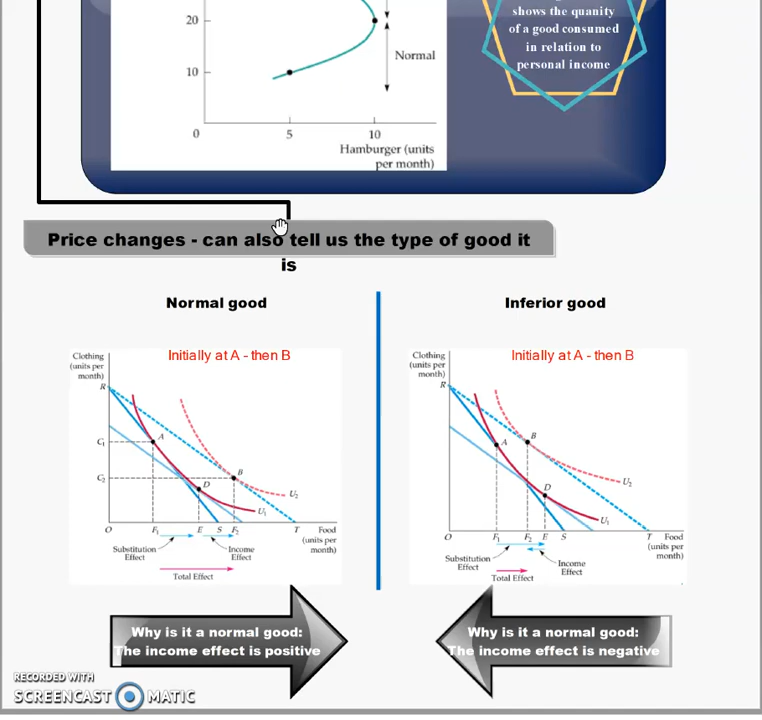 shows the quanity
of a good consumed
in relation to
personal income
20
Normal
10
0
5
10
Hamburger (units
per month)
Price changes - can also tell us the type of good it
is
Normal good
Inferior good
Clothing
(units per
month)
Initially at A - then B
R
A
C₁
C₂
B
D
U₂
U₁
O
F₁
E
S
F₂
T
Food
(units per
month)
Substitution
Effect
Income
Effect
Total Effect
Clothing
(units per
month)
Initially at A - then B
R
A
B
D
U₂
U₁
O
F₁
F₂
E
S
T
Food
(units per
month)
Substitution
Effect
Income
Effect
Total Effect
Why is it a normal good:
The income effect is positive
Why is it a normal good:
The income effect is negative
RECORDED WITH
SCREENCAST MATIC